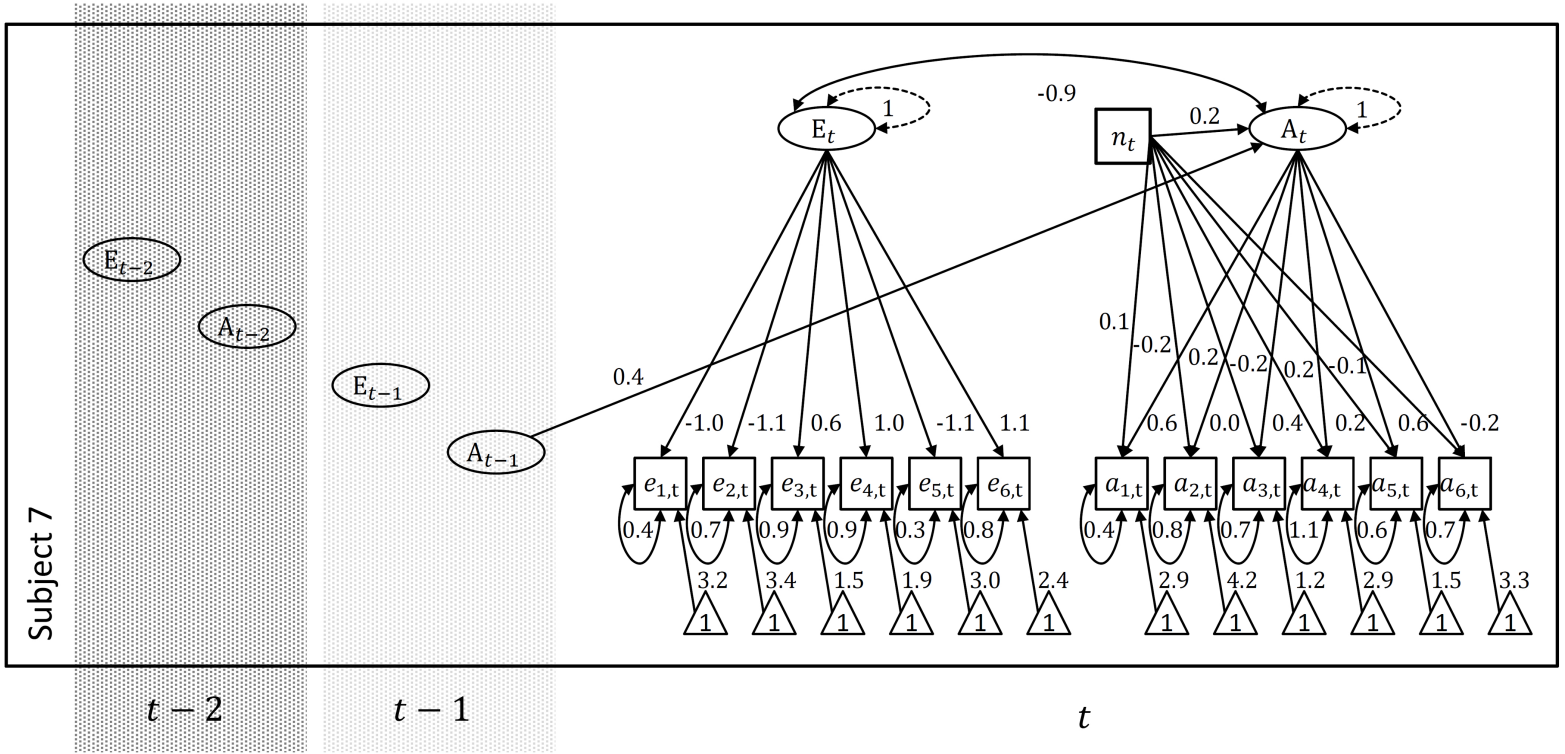 -0.9
1
1
E_t
n_t
0.2
A_t
E_{t−2}
A_{t−2}
0.1
-0.2
0.2
-0.2
0.2
-0.1
E_{t−1}
0.4
A_{t−1}
-1.0
-1.1
0.6
1.0
-1.1
1.1
0.6
0.0
0.4
0.2
0.6
-0.2
e_{1,t}
e_{2,t}
e_{3,t}
e_{4,t}
e_{5,t}
e_{6,t}
a_{1,t}
a_{2,t}
a_{3,t}
a_{4,t}
a_{5,t}
a_{6,t}
0.4
0.7
0.9
0.9
0.3
0.8
0.4
0.8
0.7
1.1
0.6
0.7
3.2
3.4
1.5
1.9
3.0
2.4
2.9
4.2
1.2
2.9
1.5
3.3
1
1
1
1
1
1
1
1
1
1
1
1
Subject 7
t − 2
t − 1
t